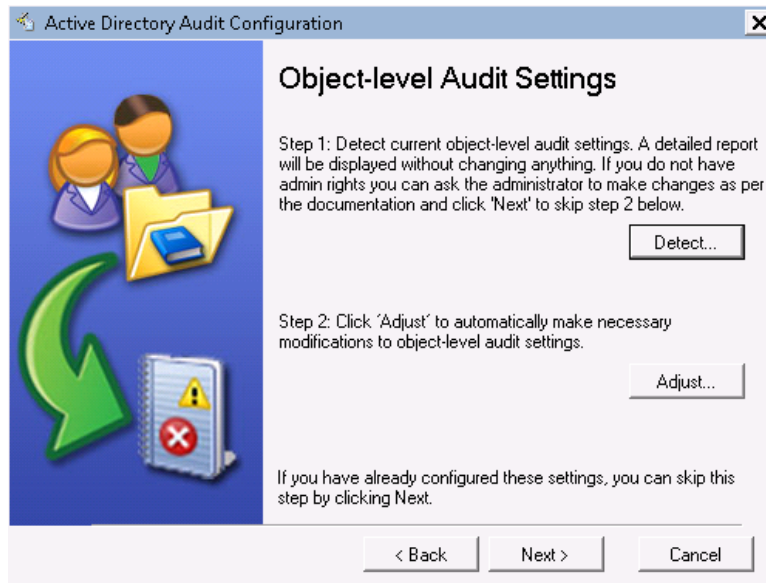 Active Directory Audit Configuration
Object-level Audit Settings
Step 1: Detect current object-level audit settings. A detailed report
will be displayed without changing anything. If you do not have
admin rights you can ask the administrator to make changes as per
the documentation and click 'Next' to skip step 2 below.
Detect...
Step 2: Click ´Adjust´ to automatically make necessary
modifications to object-level audit settings.
Adjust...
If you have already configured these settings, you can skip this
step by clicking Next.
< Back
Next >
Cancel